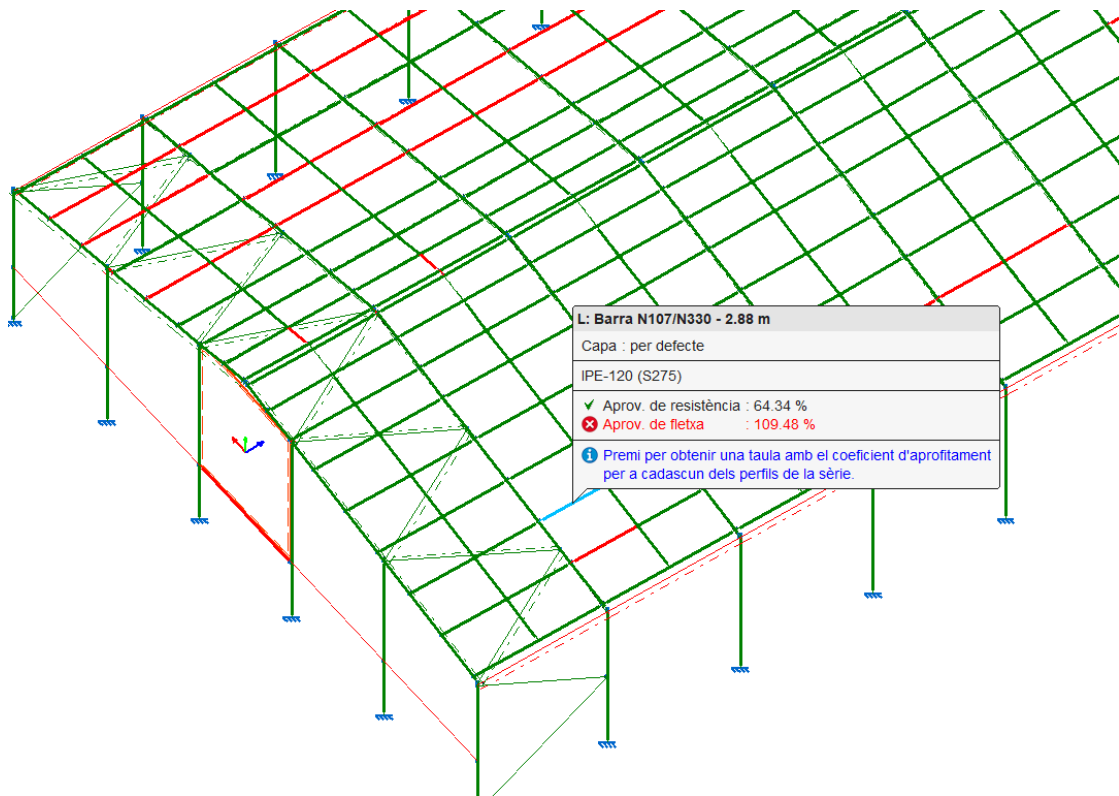 L: Barra N107/N330 - 2.88 m
Capa : per defecte
IPE-120 (S275)
Aprov. de resistència : 64.34 %
Aprov. de fletxa : 109.48 %
Premi per obtenir una taula amb el coeficient d'aprofitament
per a cadascun dels perfils de la sèrie.